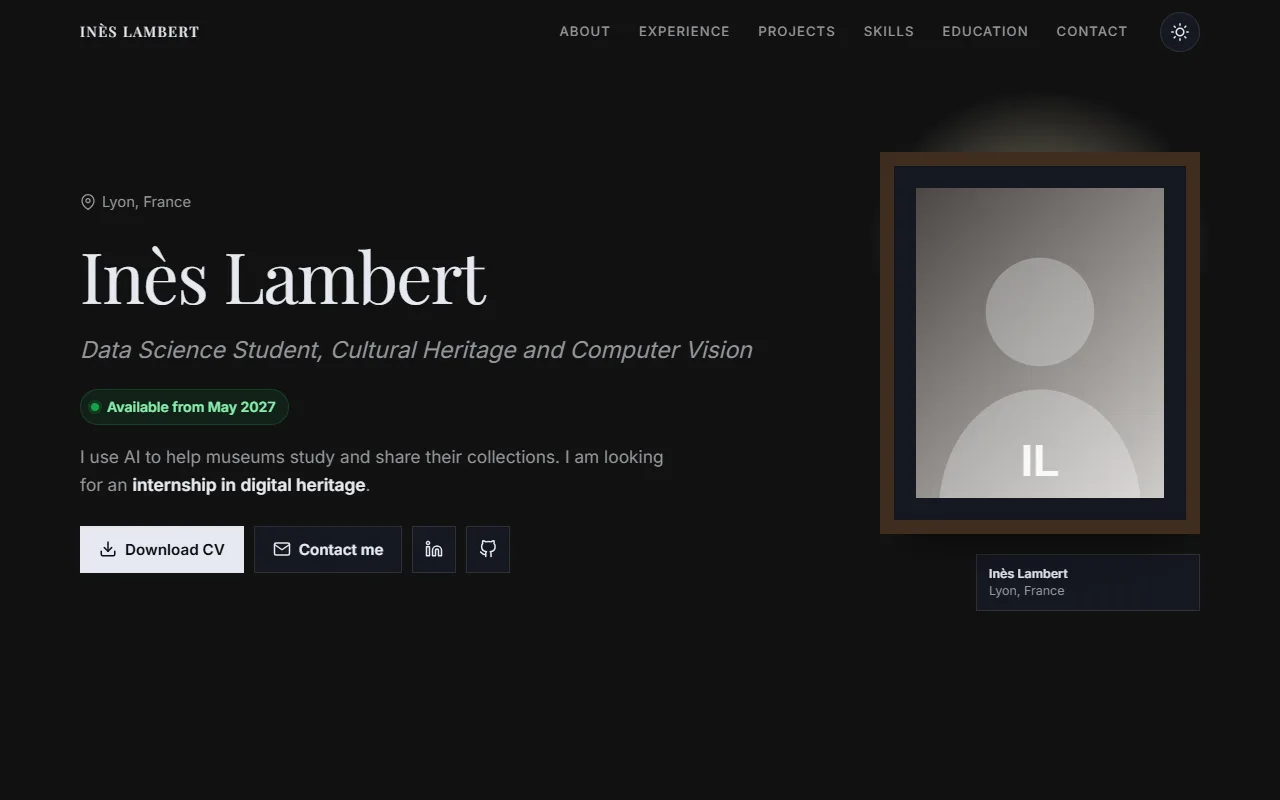 INÈS LAMBERT
ABOUT EXPERIENCE PROJECTS SKILLS EDUCATION CONTACT
Lyon, France
Inès Lambert
Data Science Student, Cultural Heritage and Computer Vision
Available from May 2027
I use AI to help museums study and share their collections. I am looking
for an internship in digital heritage.
Download CV
Contact me
in
IL
Inès Lambert
Lyon, France